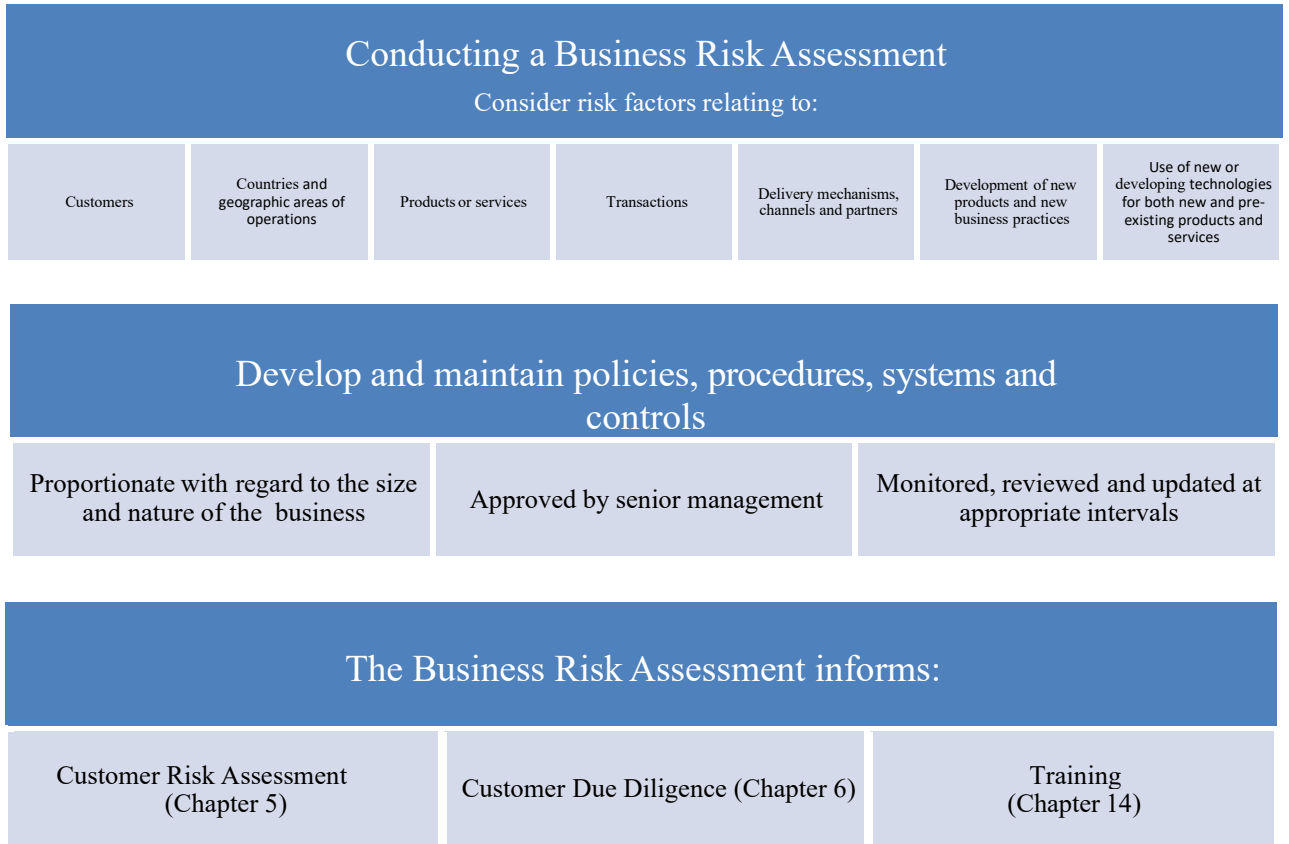 Conducting a Business Risk Assessment
Consider risk factors relating to:
Customers
Countries and
geographic areas of
operations
Products or services
Transactions
Delivery mechanisms,
channels and partners
Development of new
products and new
business practices
Use of new or
developing technologies
for both new and pre-
existing products and
services
Develop and maintain policies, procedures, systems and
controls
Proportionate with regard to the size
and nature of the business
Approved by senior management
Monitored, reviewed and updated at
appropriate intervals
The Business Risk Assessment informs:
Customer Risk Assessment
(Chapter 5)
Customer Due Diligence (Chapter 6)
Training
(Chapter 14)